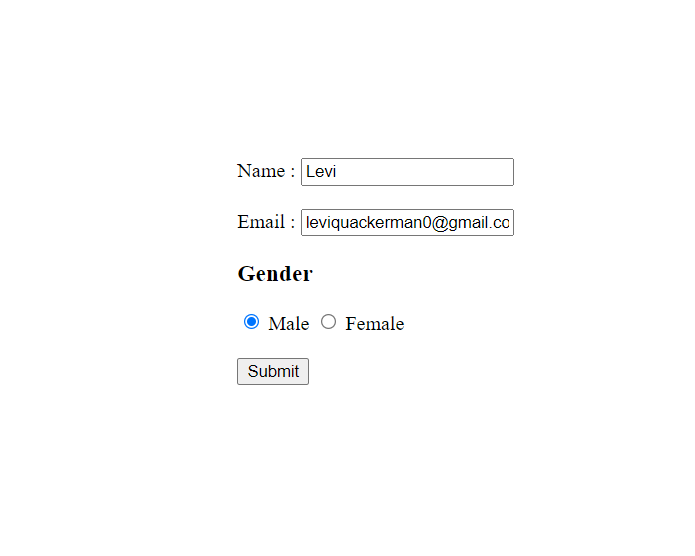 Name : Levi
Email : leviquackerman0@gmail.co
Gender
Male Female
Submit